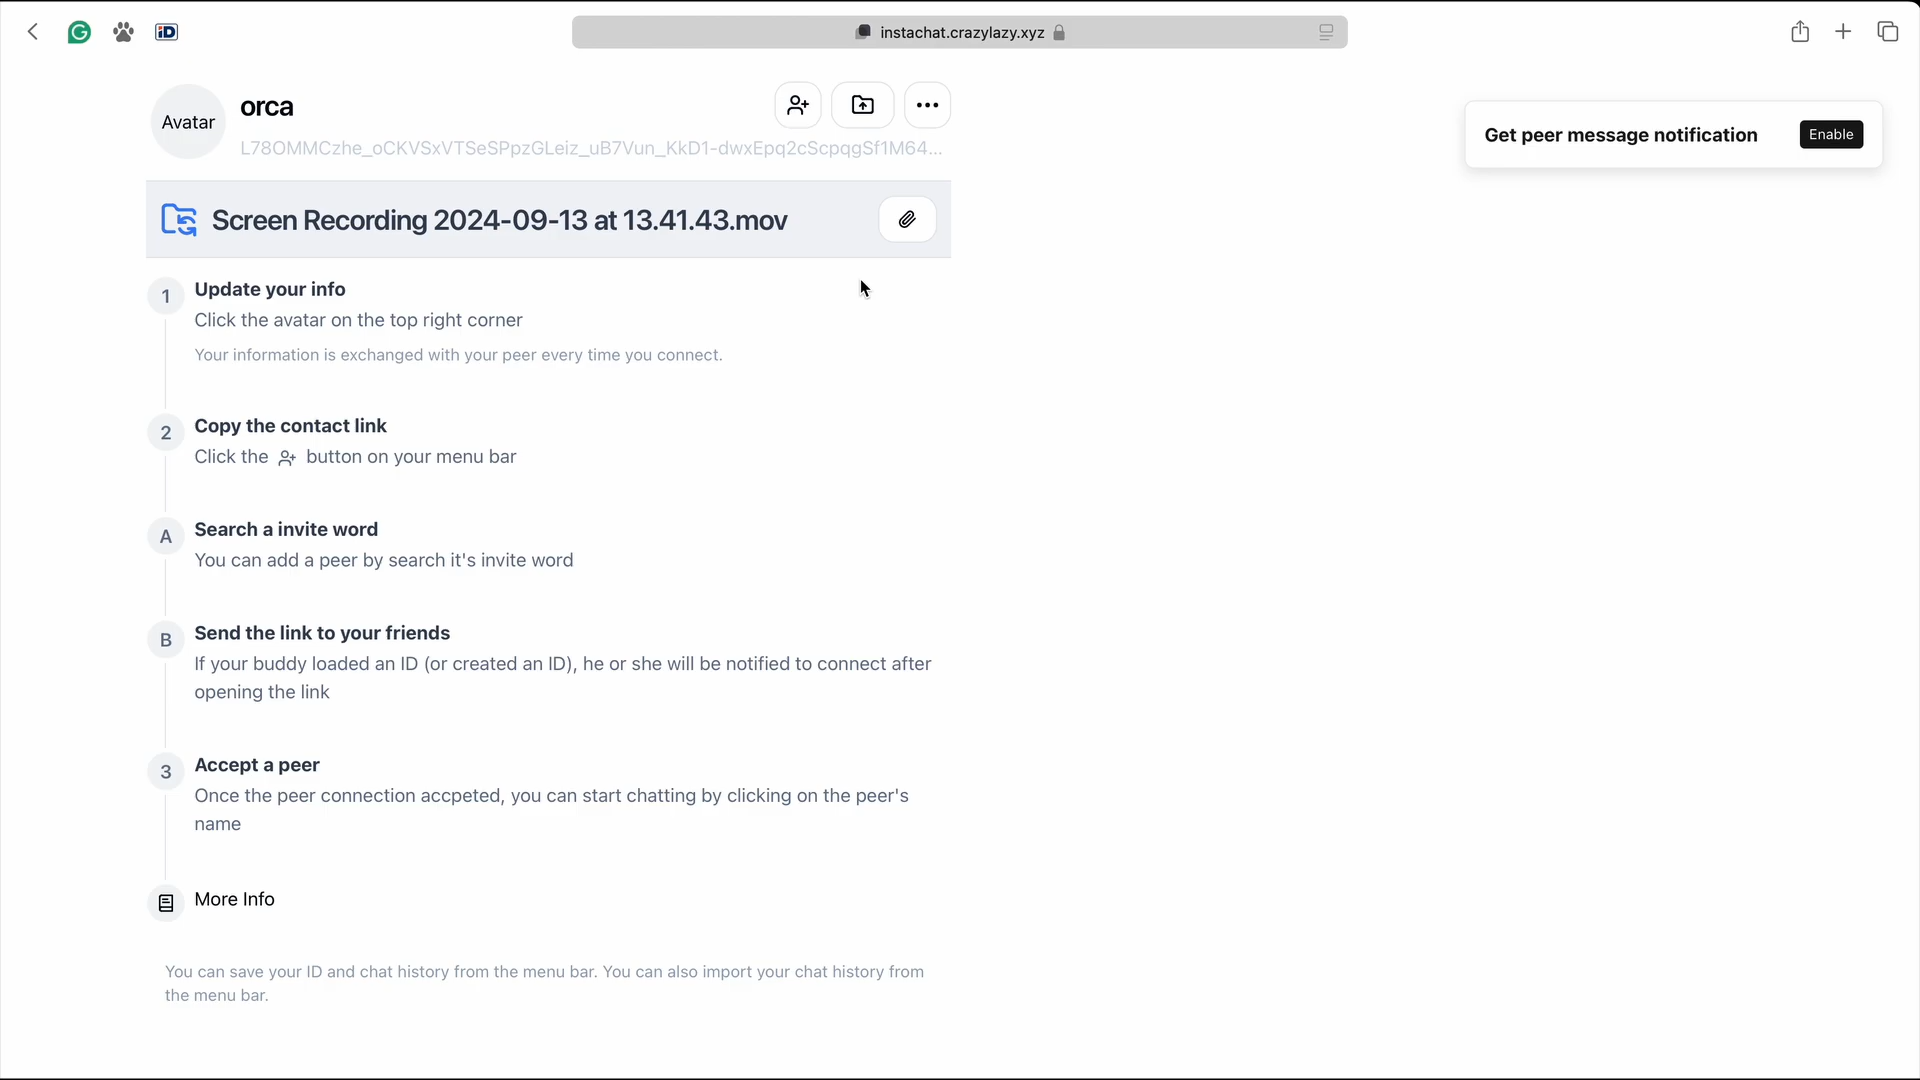 instachat.crazylazy.xyz
Avatar
orca
L78OMMCzhe_oCKVSxVTSeSPpzGLeiz_uB7Vun_KkD1-dwxEpq2cScpqgSf1M64...
Get peer message notification
Enable
Screen Recording 2024-09-13 at 13.41.43.mov
1
Update your info
Click the avatar on the top right corner
Your information is exchanged with your peer every time you connect.
2
Copy the contact link
Click the button on your menu bar
A
Search a invite word
You can add a peer by search it's invite word
B
Send the link to your friends
If your buddy loaded an ID (or created an ID), he or she will be notified to connect after
opening the link
3
Accept a peer
Once the peer connection accpeted, you can start chatting by clicking on the peer's
name
More Info
You can save your ID and chat history from the menu bar. You can also import your chat history from
the menu bar.